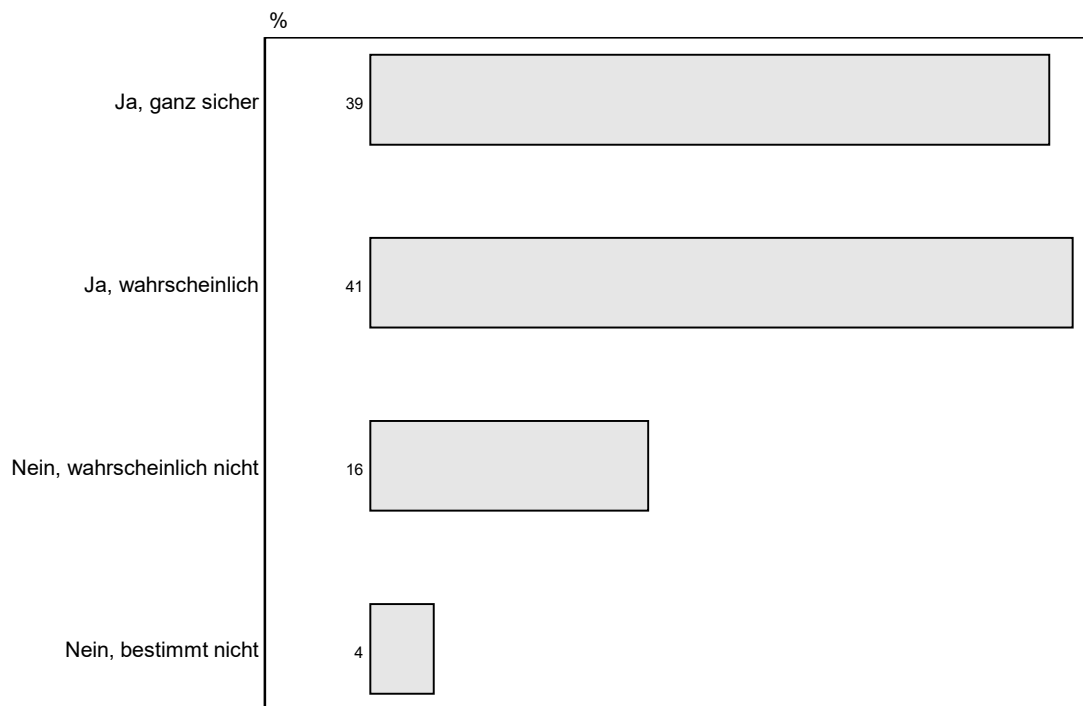 %
Ja, ganz sicher 39
Ja, wahrscheinlich 41
Nein, wahrscheinlich nicht 16
Nein, bestimmt nicht 4